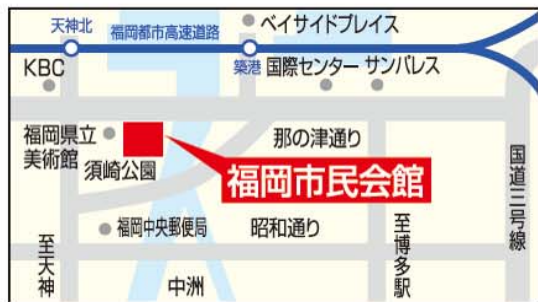 天神北
福岡都市高速道路
ベイサイドプレイス
KBC
築港
国際センター
サンパレス
福岡県立
美術館
須崎公園
那の津通り
福岡市民会館
国道三号線
福岡中央郵便局
昭和通り
至天神
中洲
至博多駅